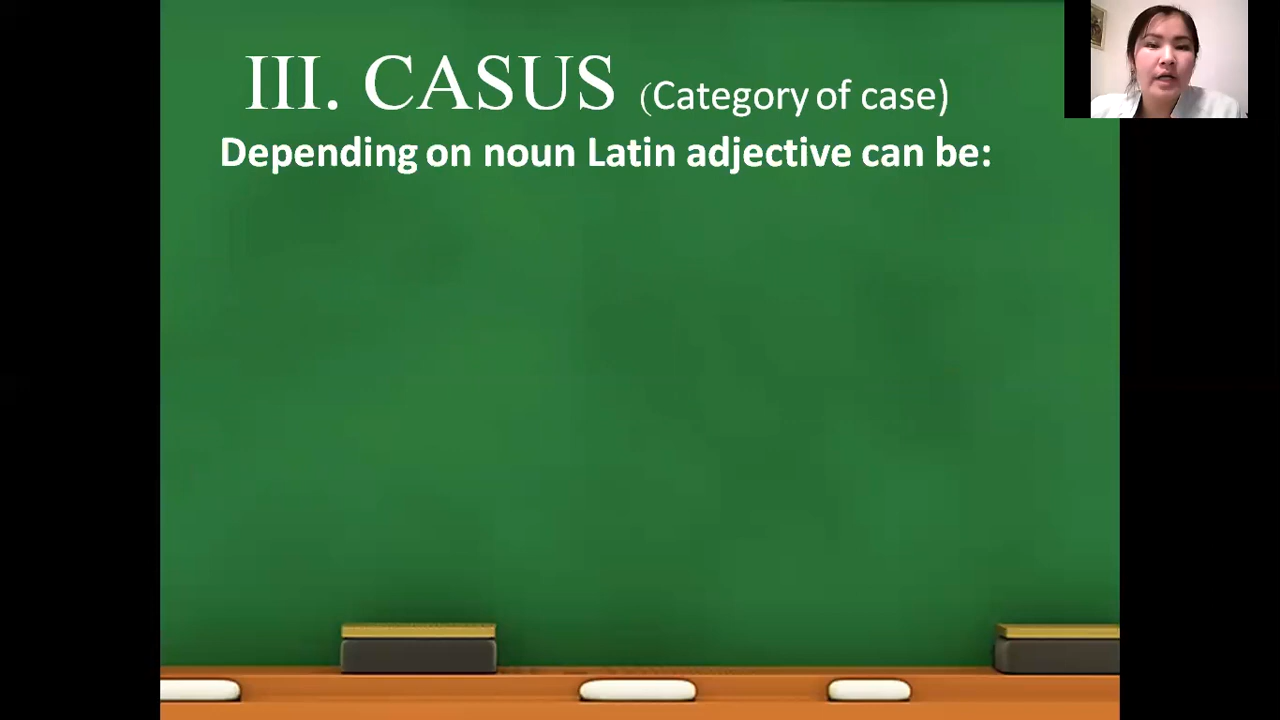 III. CASUS (Category of case)
Depending on noun Latin adjective can be: